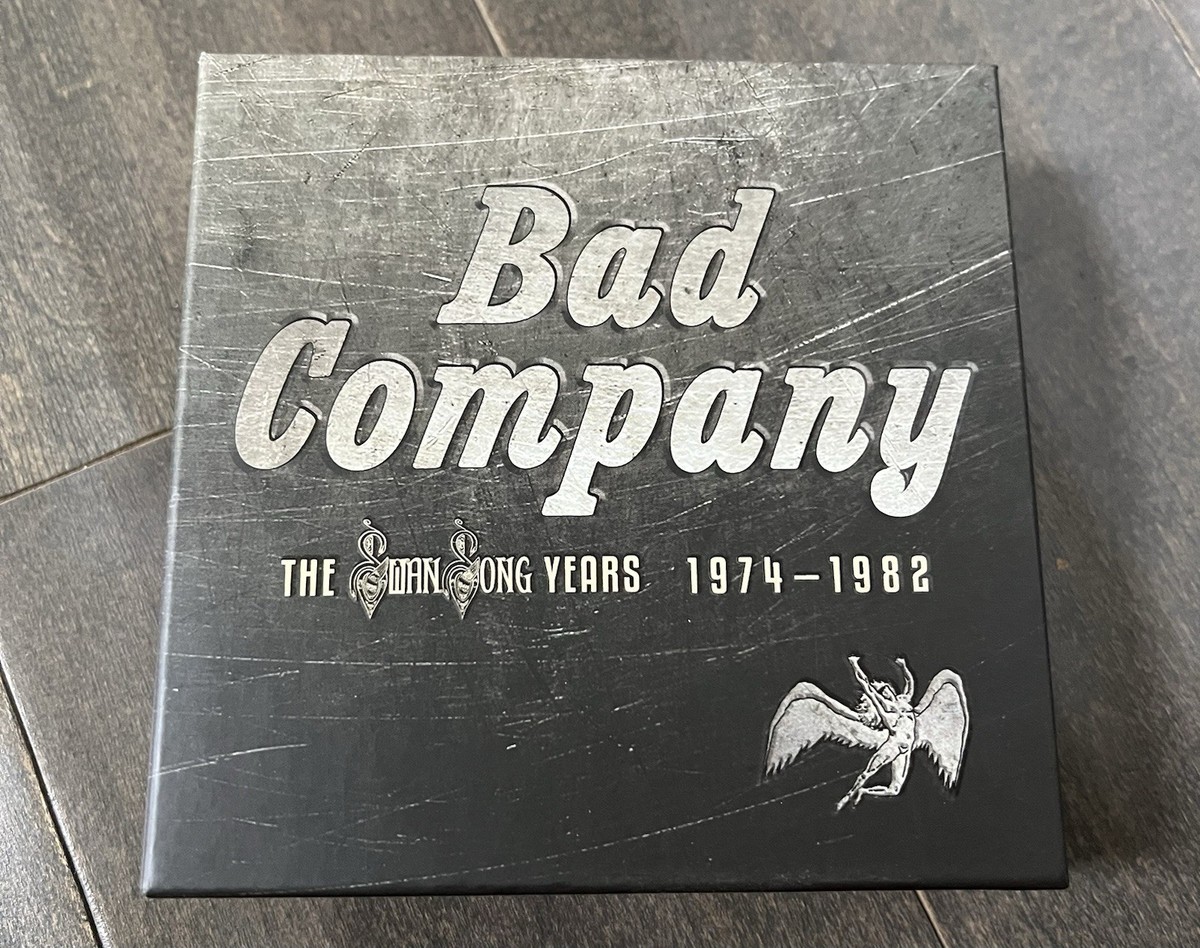 Bad
Company
THE SWAN SONG YEARS 1974–1982